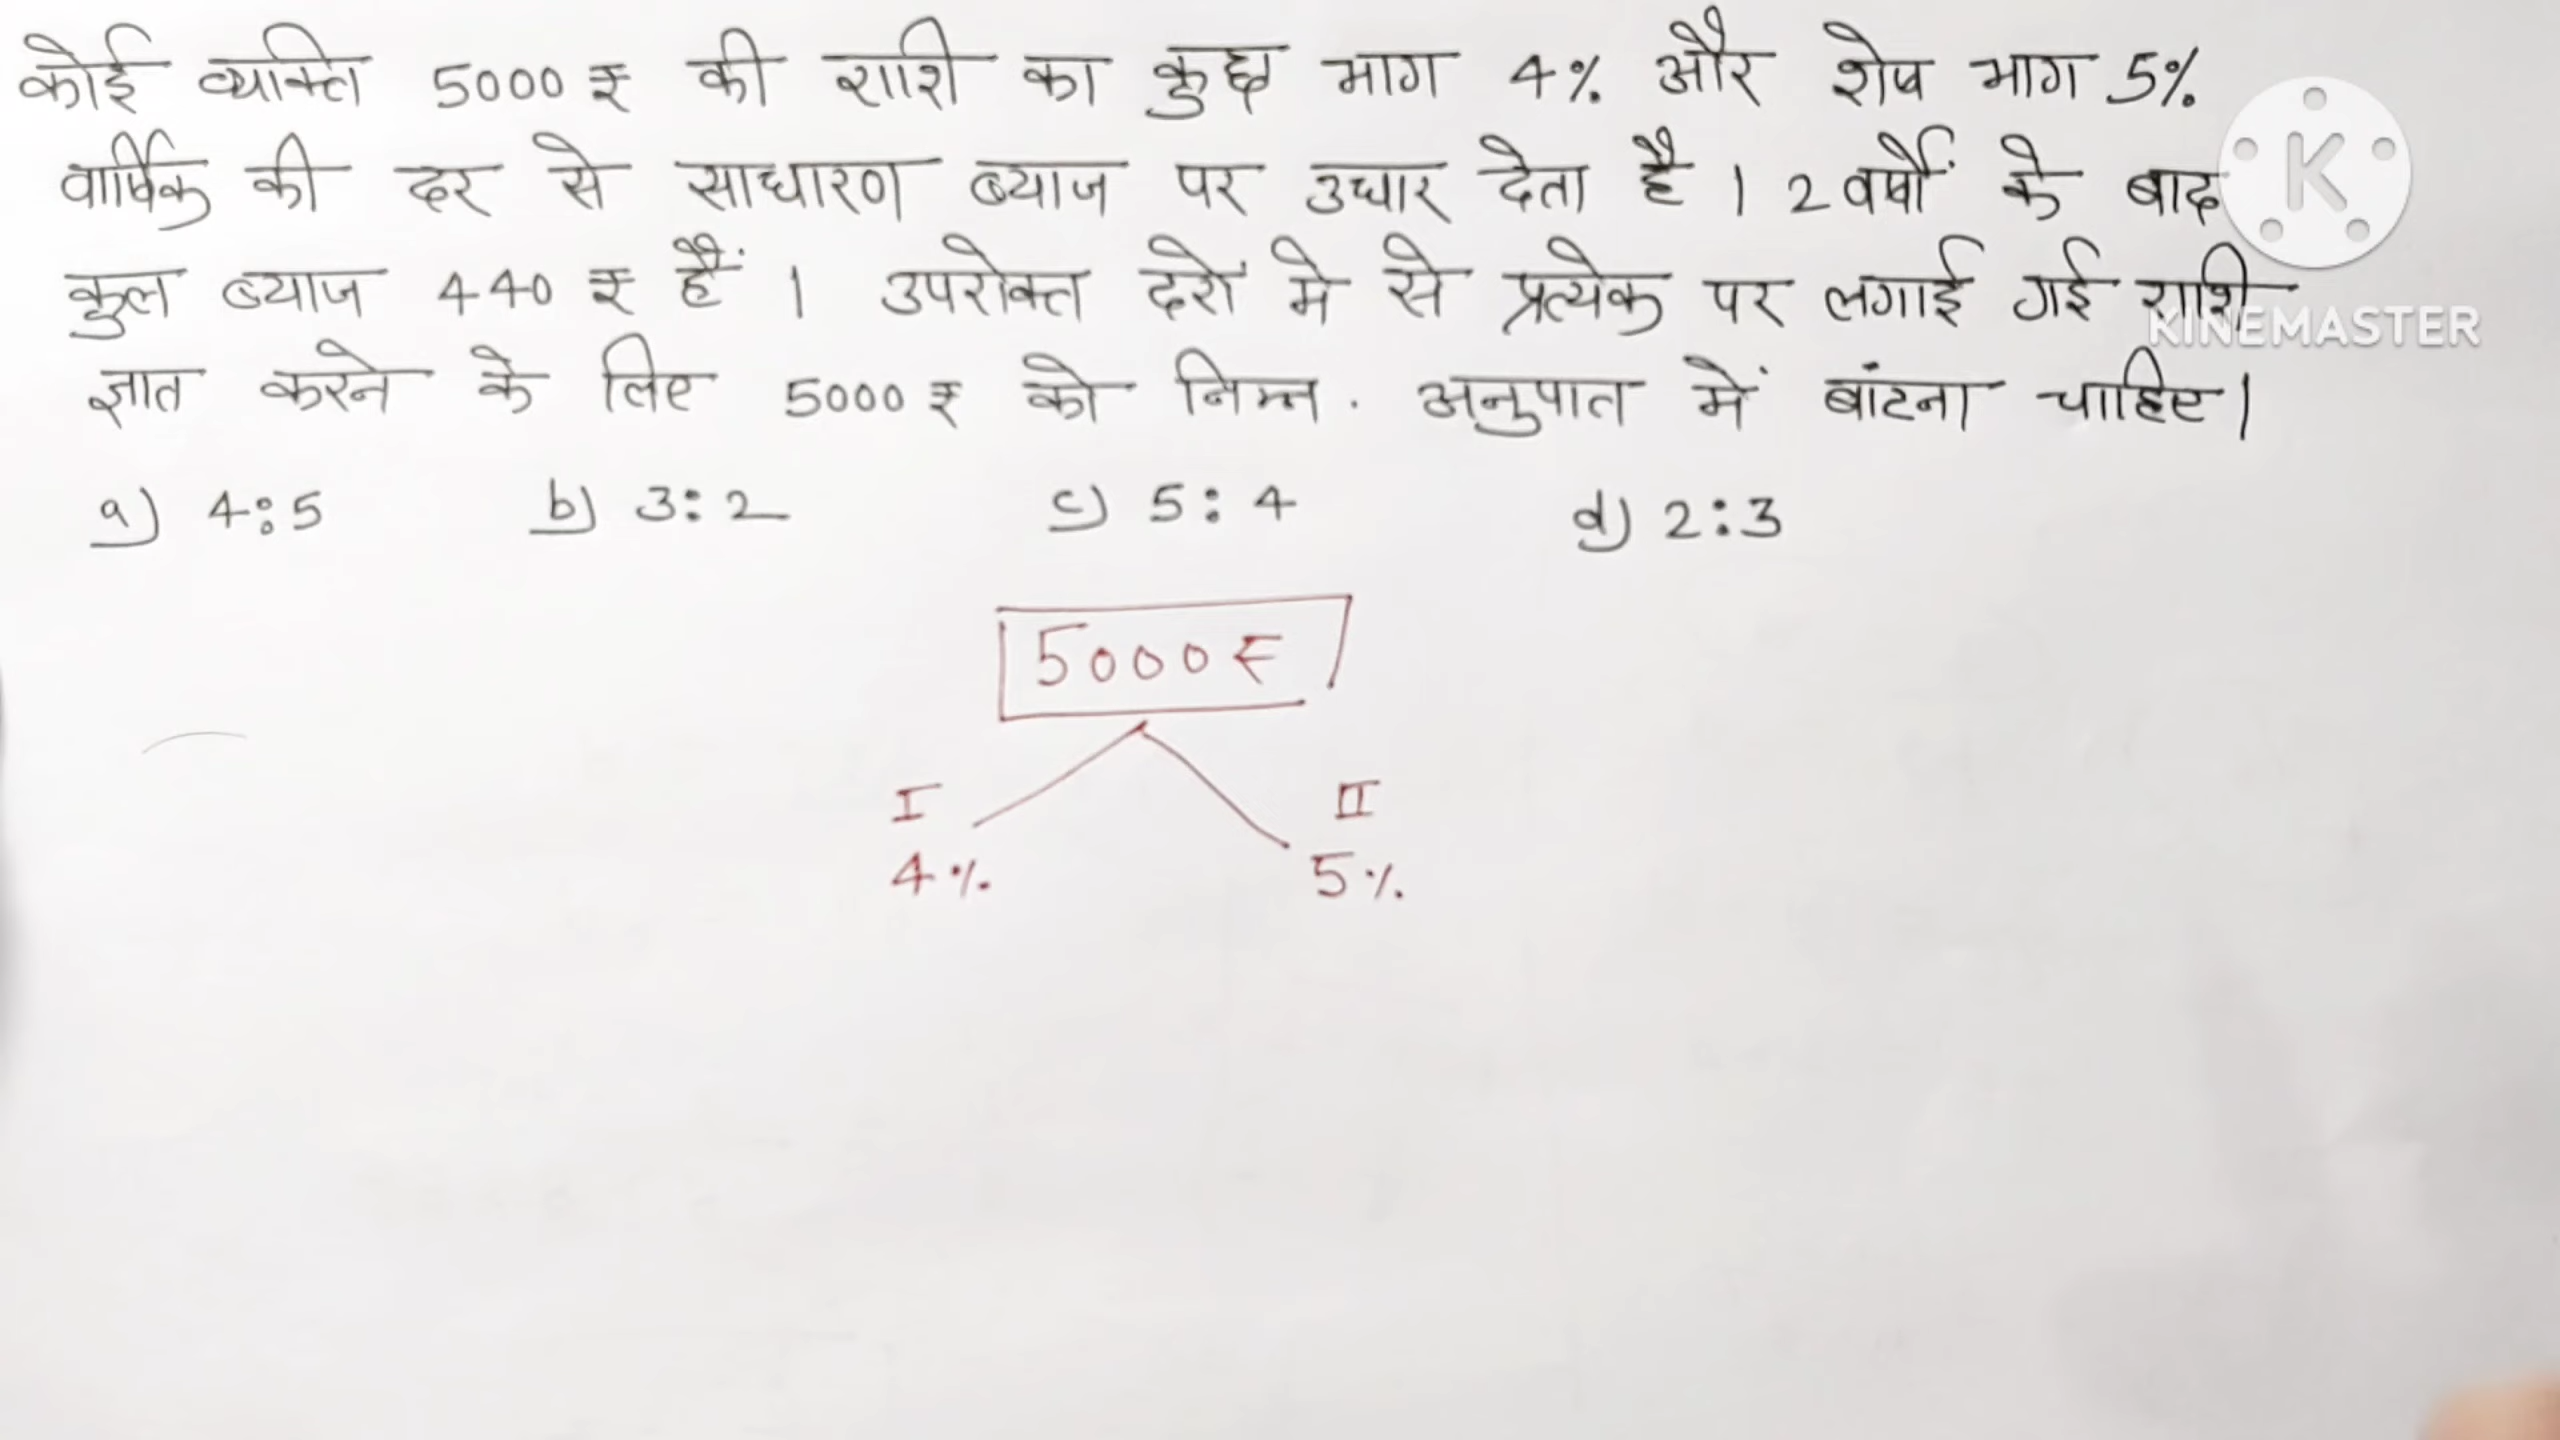 कोई व्यक्ति 5000 ₹ की राशि का कुछ भाग 4% और शेष भाग 5%
वार्षिक की दर से साधारण ब्याज पर उधार देता है । 2 वर्षों के बाद
कुल ब्याज 440 ₹ हैं । उपरोक्त दरों मे से प्रत्येक पर लगाई गई राशि
ज्ञात करने के लिए 5000 ₹ को निम्न . अनुपात में बांटना चाहिए।
a) 4:5 b) 3:2 c) 5:4 d) 2:3
5000₹
I II
4% 5%
K
KINEMASTER